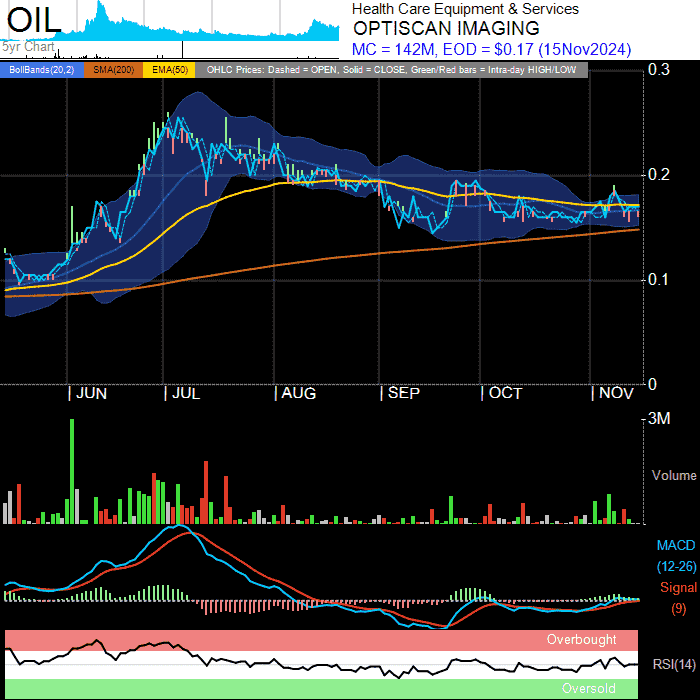 OIL
5yr Chart
Health Care Equipment & Services
OPTISCAN IMAGING
MC = 142M, EOD = $0.17 (15Nov2024)
BollBands(20,2) SMA(200) EMA(50) OHLC Prices: Dashed = OPEN, Solid = CLOSE, Green/Red bars = Intra-day HIGH/LOW
0.3
0.2
0.1
0
| JUN | JUL | AUG | SEP | OCT | NOV
3M
Volume
MACD
(12-26)
Signal
(9)
Overbought
RSI(14)
Oversold